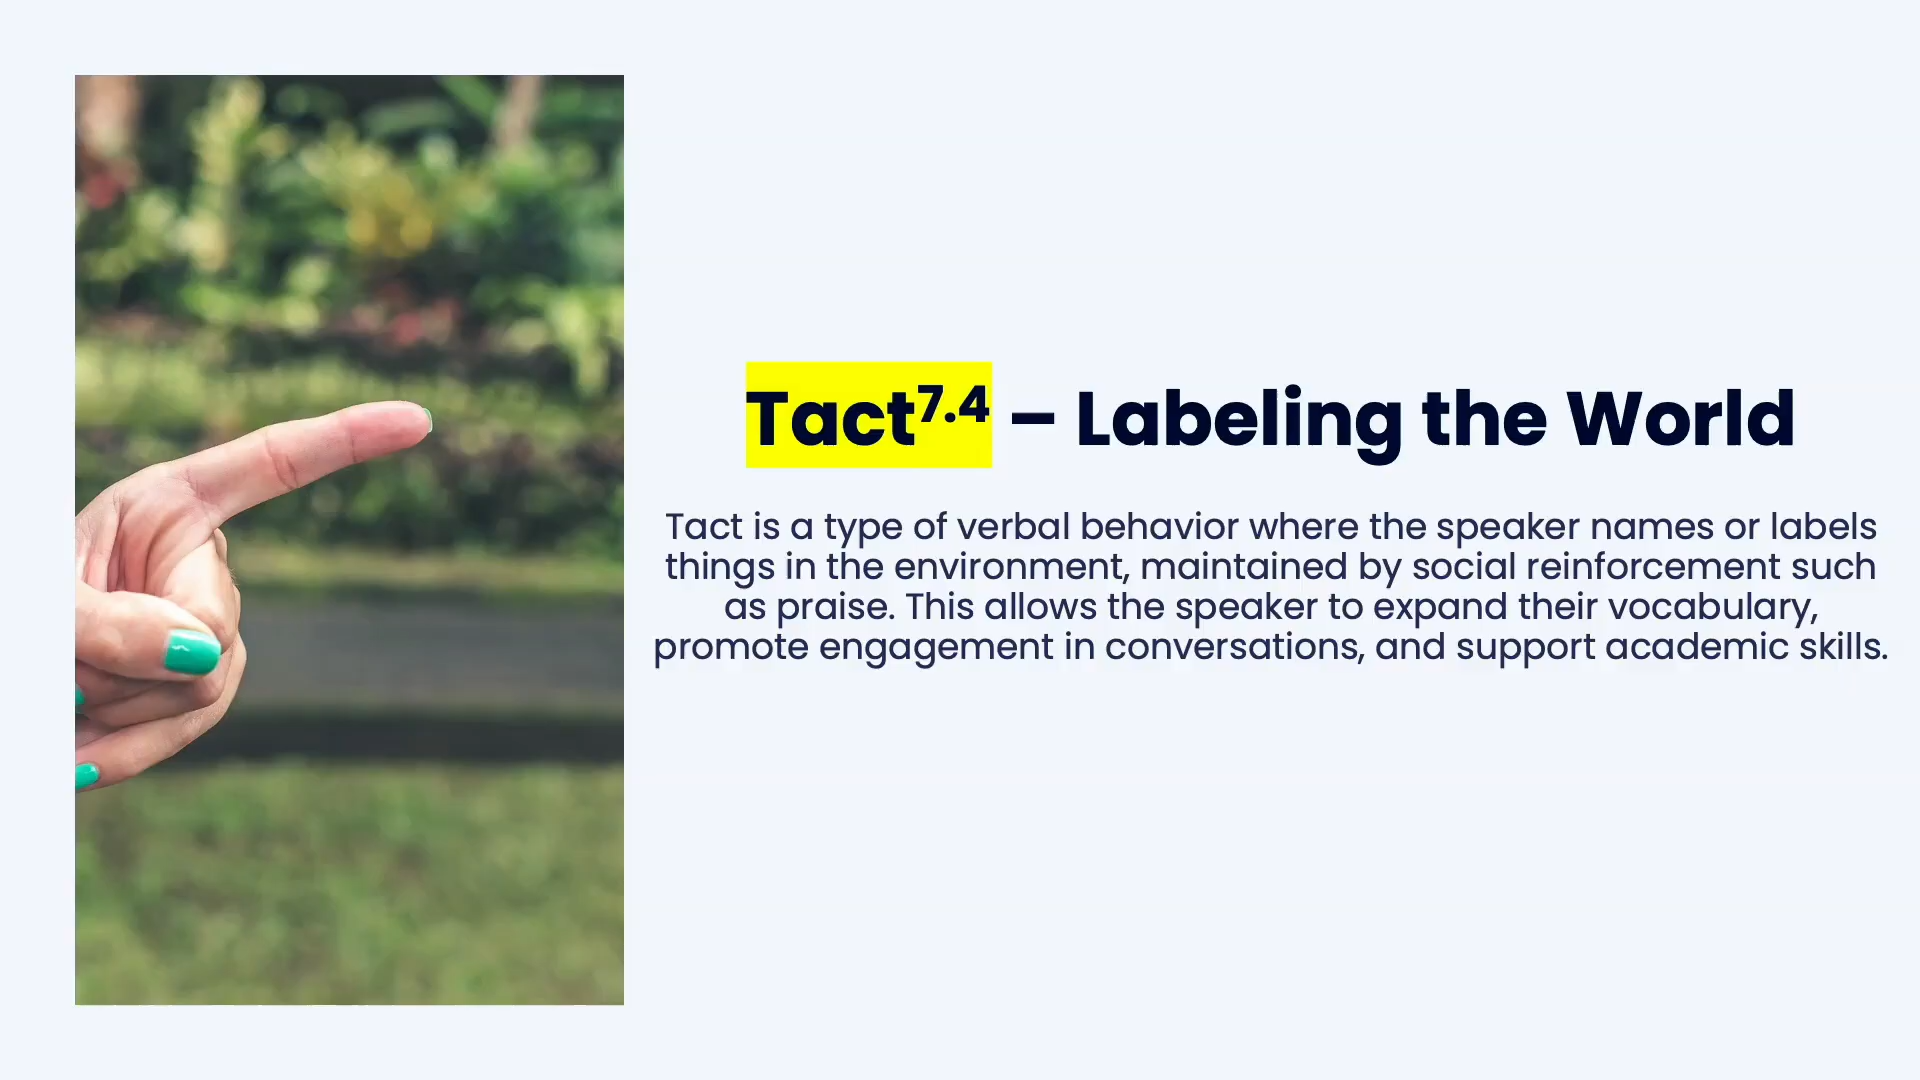 Tact7.4 – Labeling the World
Tact is a type of verbal behavior where the speaker names or labels
things in the environment, maintained by social reinforcement such
as praise. This allows the speaker to expand their vocabulary,
promote engagement in conversations, and support academic skills.